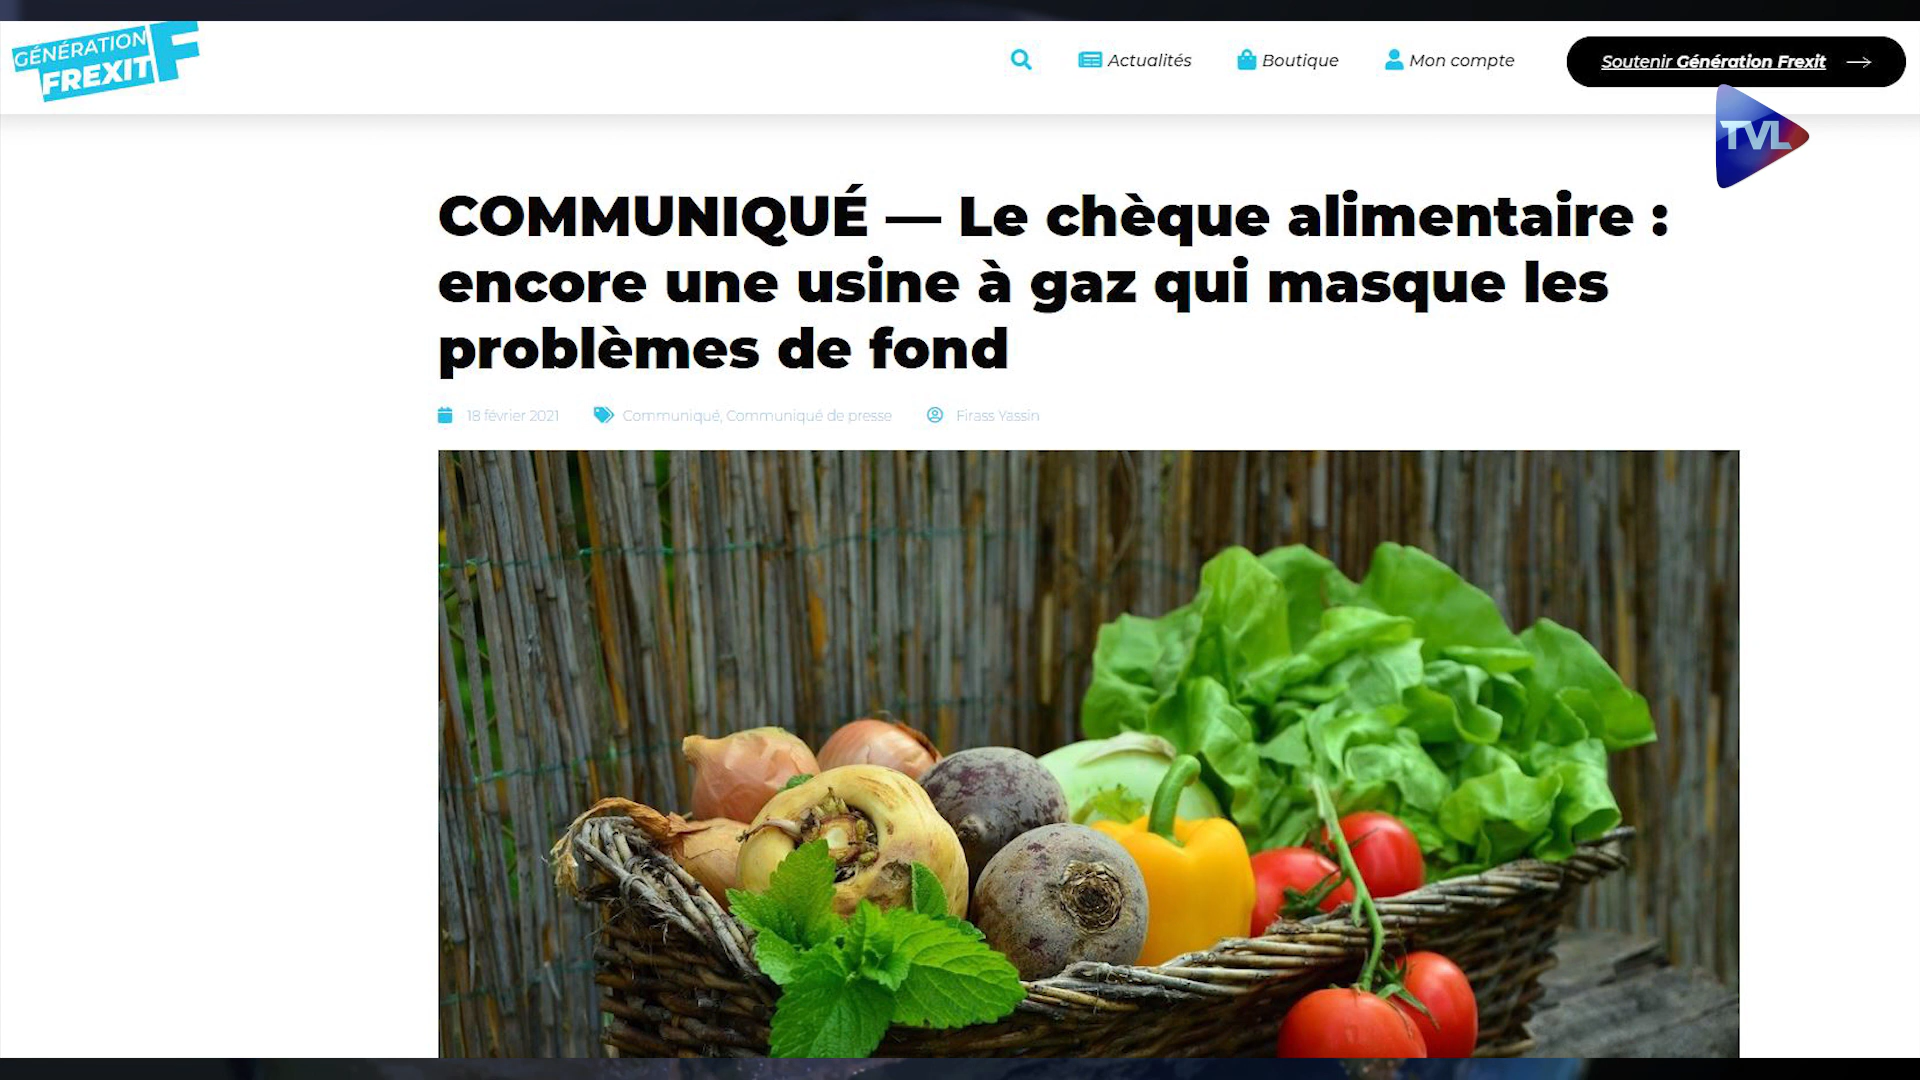 GÉNÉRATION
FREXIT F
Actualités
Boutique
Mon compte
Soutenir Génération Frexit
TVL
COMMUNIQUÉ — Le chèque alimentaire :
encore une usine à gaz qui masque les
problèmes de fond
18 février 2021
Communiqué, Communiqué de presse
Firass Yassin